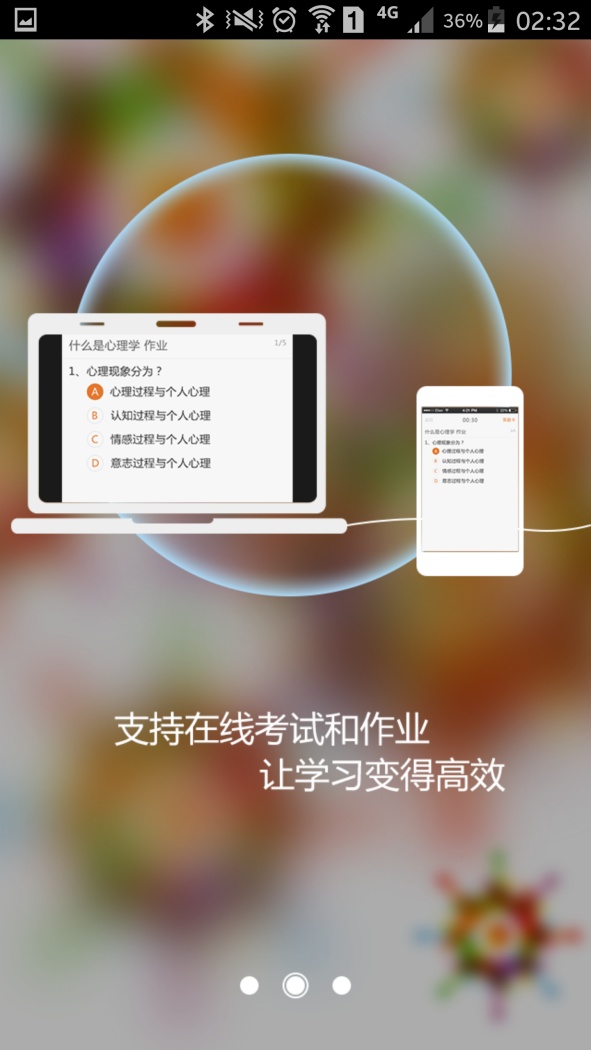 1 4G 36% 02:32
什么是心理学 作业 1/5
1、心理现象分为？
A 心理过程与个人心理
B 认知过程与个人心理
C 情感过程与个人心理
D 意志过程与个人心理
00:30
什么是心理学 作业
1、心理现象分为？
A 心理过程与个人心理
B 认知过程与个人心理
C 情感过程与个人心理
D 意志过程与个人心理
支持在线考试和作业
让学习变得高效